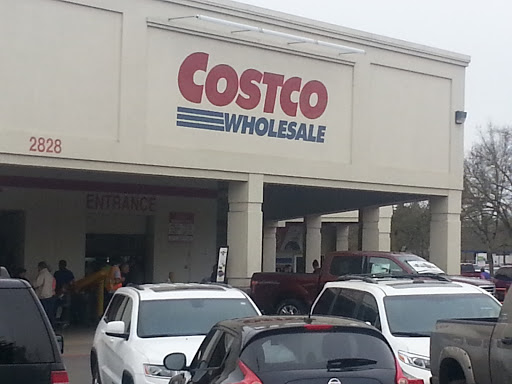 COSTCO
WHOLESALE
2828
ENTRANCE